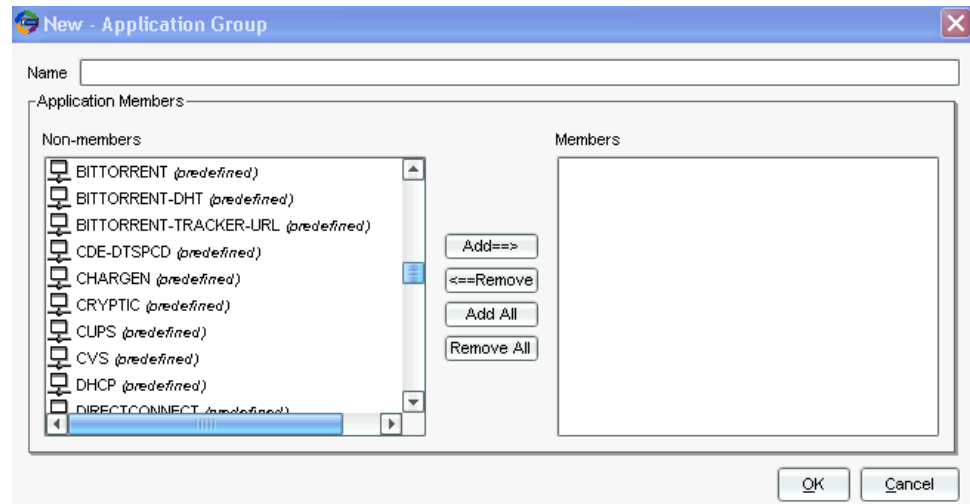 New - Application Group
Name
Application Members
Non-members
BITTORRENT (predefined)
BITTORRENT-DHT (predefined)
BITTORRENT-TRACKER-URL (predefined)
CDE-DTSPCD (predefined)
CHARGEN (predefined)
CRYPTIC (predefined)
CUPS (predefined)
CVS (predefined)
DHCP (predefined)
DIRECTCONNECT (predefined)
Add==>
<==Remove
Add All
Remove All
Members
OK
Cancel